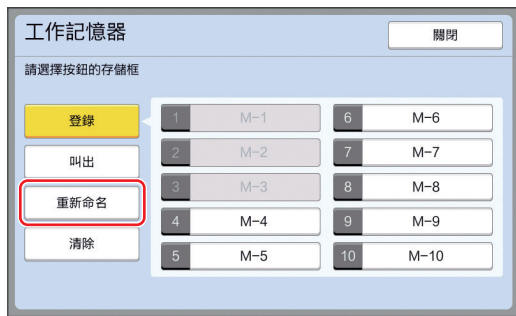 工作記憶器
關閉
請選擇按鈕的存儲框
登錄
叫出
重新命名
清除
1 M-1
2 M-2
3 M-3
4 M-4
5 M-5
6 M-6
7 M-7
8 M-8
9 M-9
10 M-10